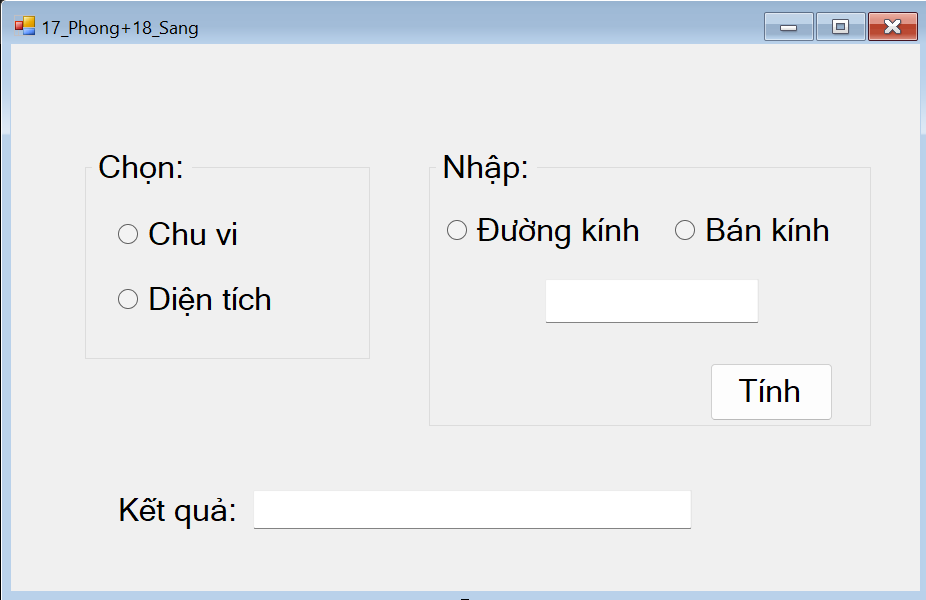 17_Phong+18_Sang
Chọn:
Chu vi
Diện tích
Nhập:
Đường kính Bán kính
Tính
Kết quả: